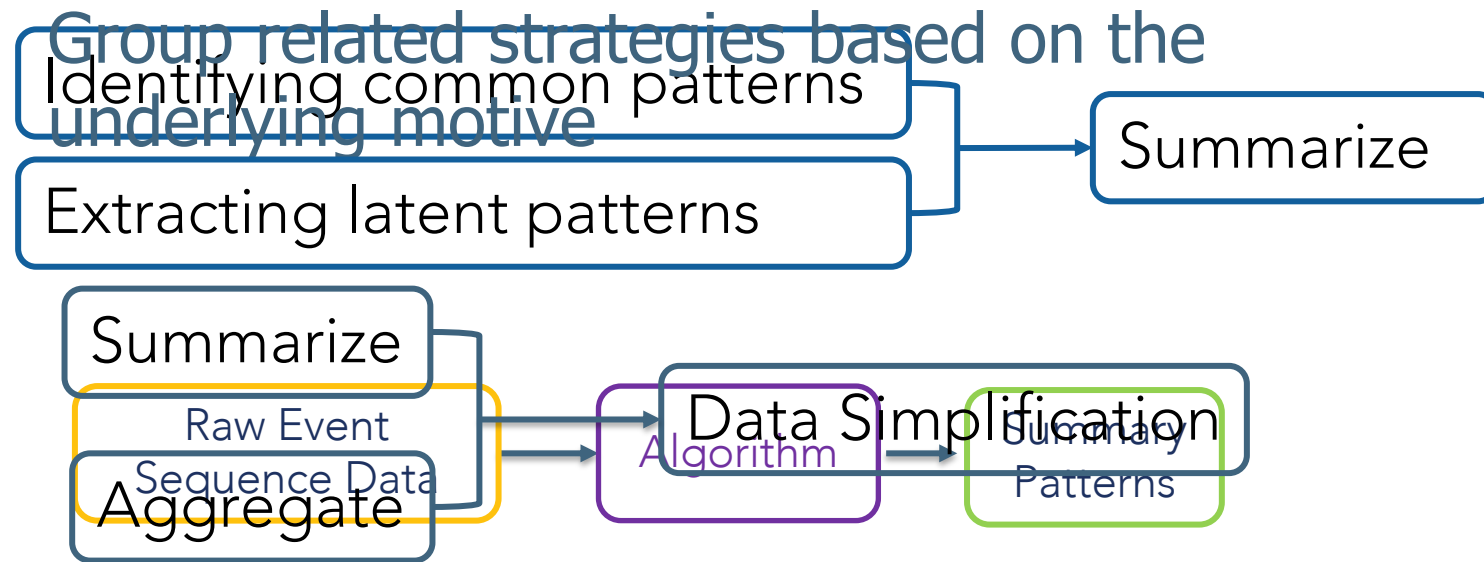 Group related strategies based on the
underlying motive
Identifying common patterns
Extracting latent patterns
Summarize
Summarize
Aggregate
Data Simplification
Raw Event
Sequence Data
Algorithm
Summary
Patterns